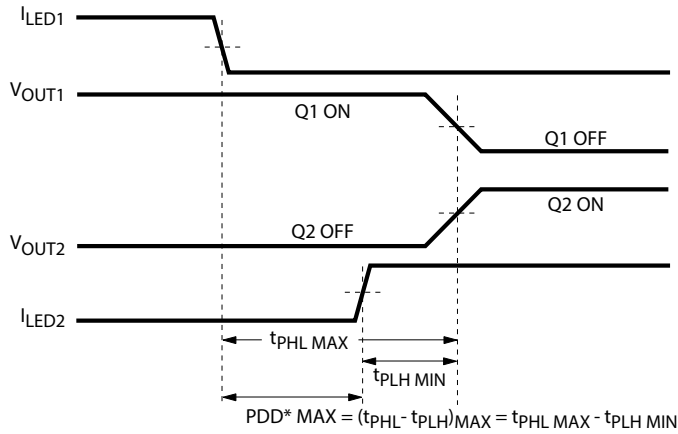 ILED1
VOUT1
Q1 ON
Q1 OFF
Q2 ON
Q2 OFF
VOUT2
ILED2
tPHL MAX
tPLH MIN
PDD* MAX = (tPHL- tPLH)MAX = tPHL MAX - tPLH MIN